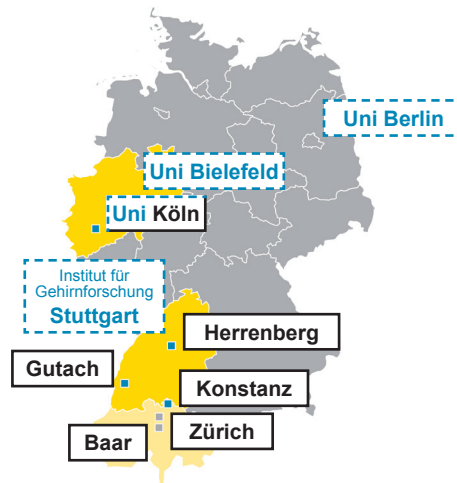 Uni Berlin
Uni Bielefeld
Uni Köln
Institut für
Gehirnforschung
Stuttgart
Herrenberg
Gutach
Konstanz
Baar
Zürich